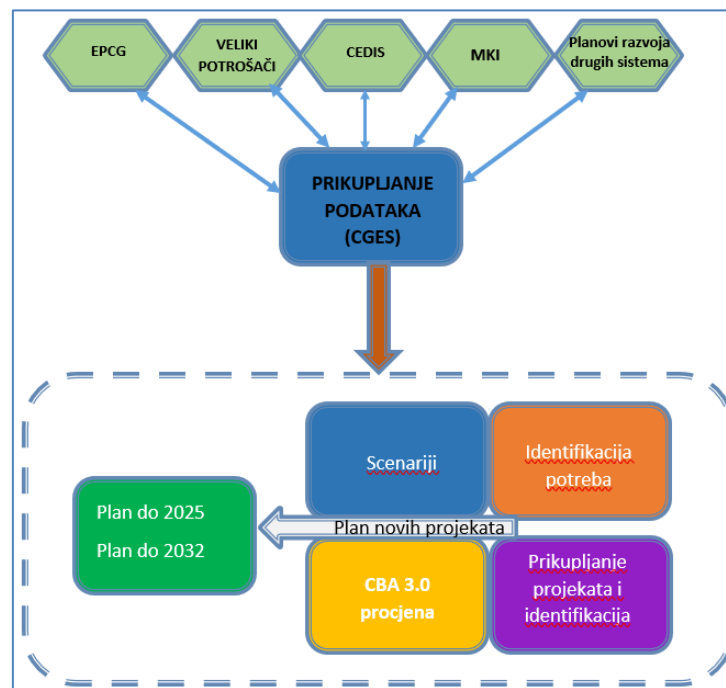 EPCG
VELIKI
POTROŠAČI
CEDIS
MKI
Planovi razvoja
drugih sistema
PRIKUPLJANJE
PODATAKA
(CGES)
Scenariji
Identifikacija
potreba
Plan do 2025
Plan do 2032
Plan novih projekata
CBA 3.0
procjena
Prikupljanje
projekata i
identifikacija